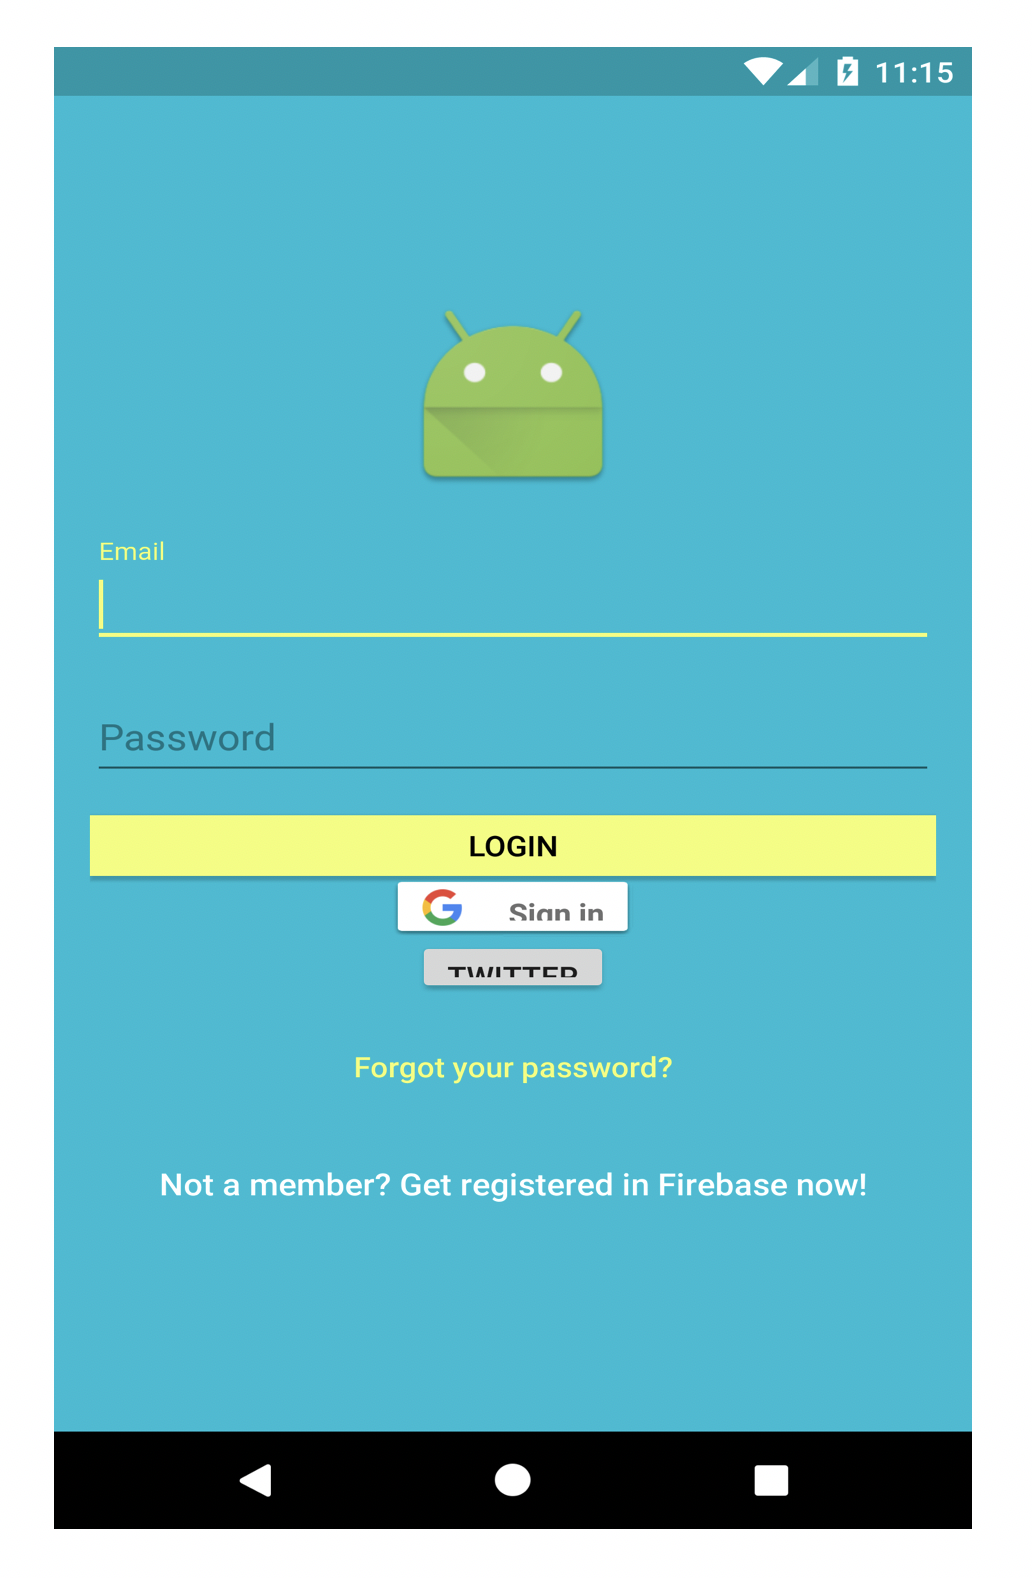 11:15
Email
Password
LOGIN
Sign in
TWITTER
Forgot your password?
Not a member? Get registered in Firebase now!